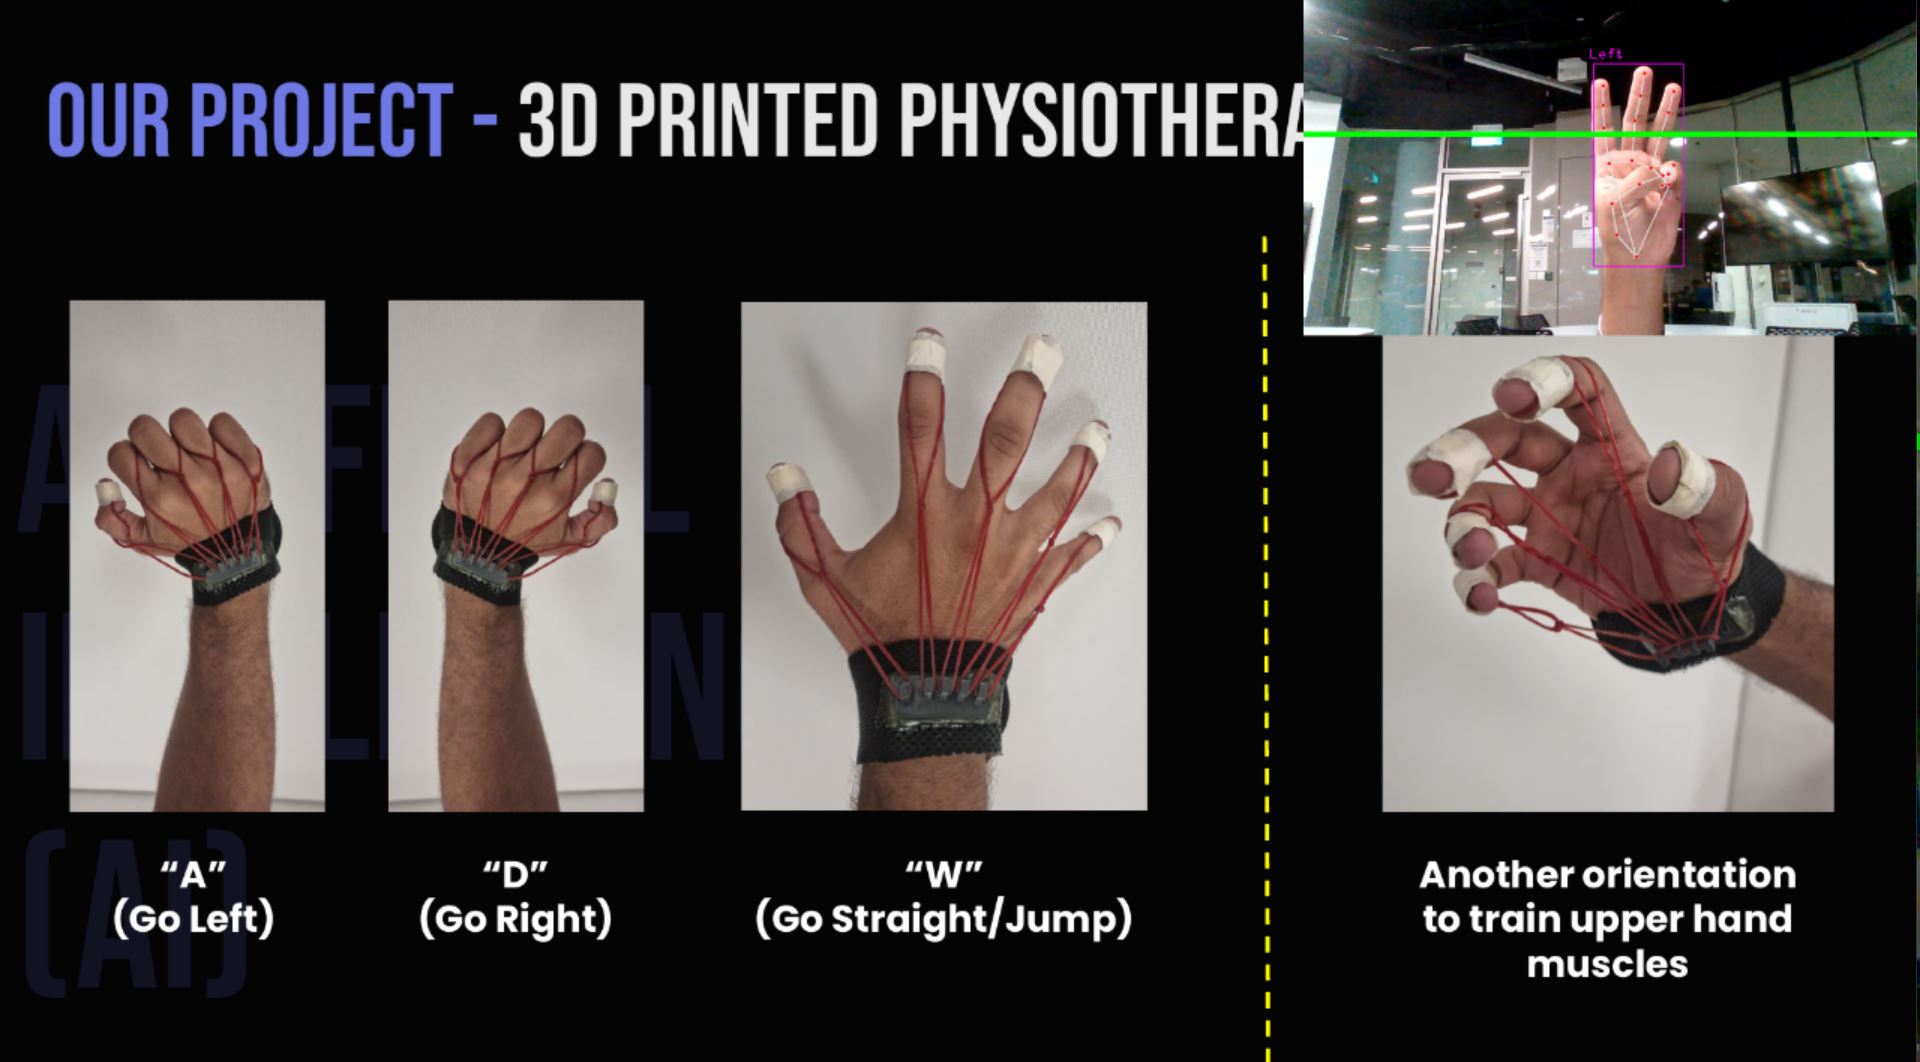 OUR PROJECT - 3D PRINTED PHYSIOTHERA
Left
"A"
(Go Left)
"D"
(Go Right)
"W"
(Go Straight/Jump)
Another orientation
to train upper hand
muscles
(AI)